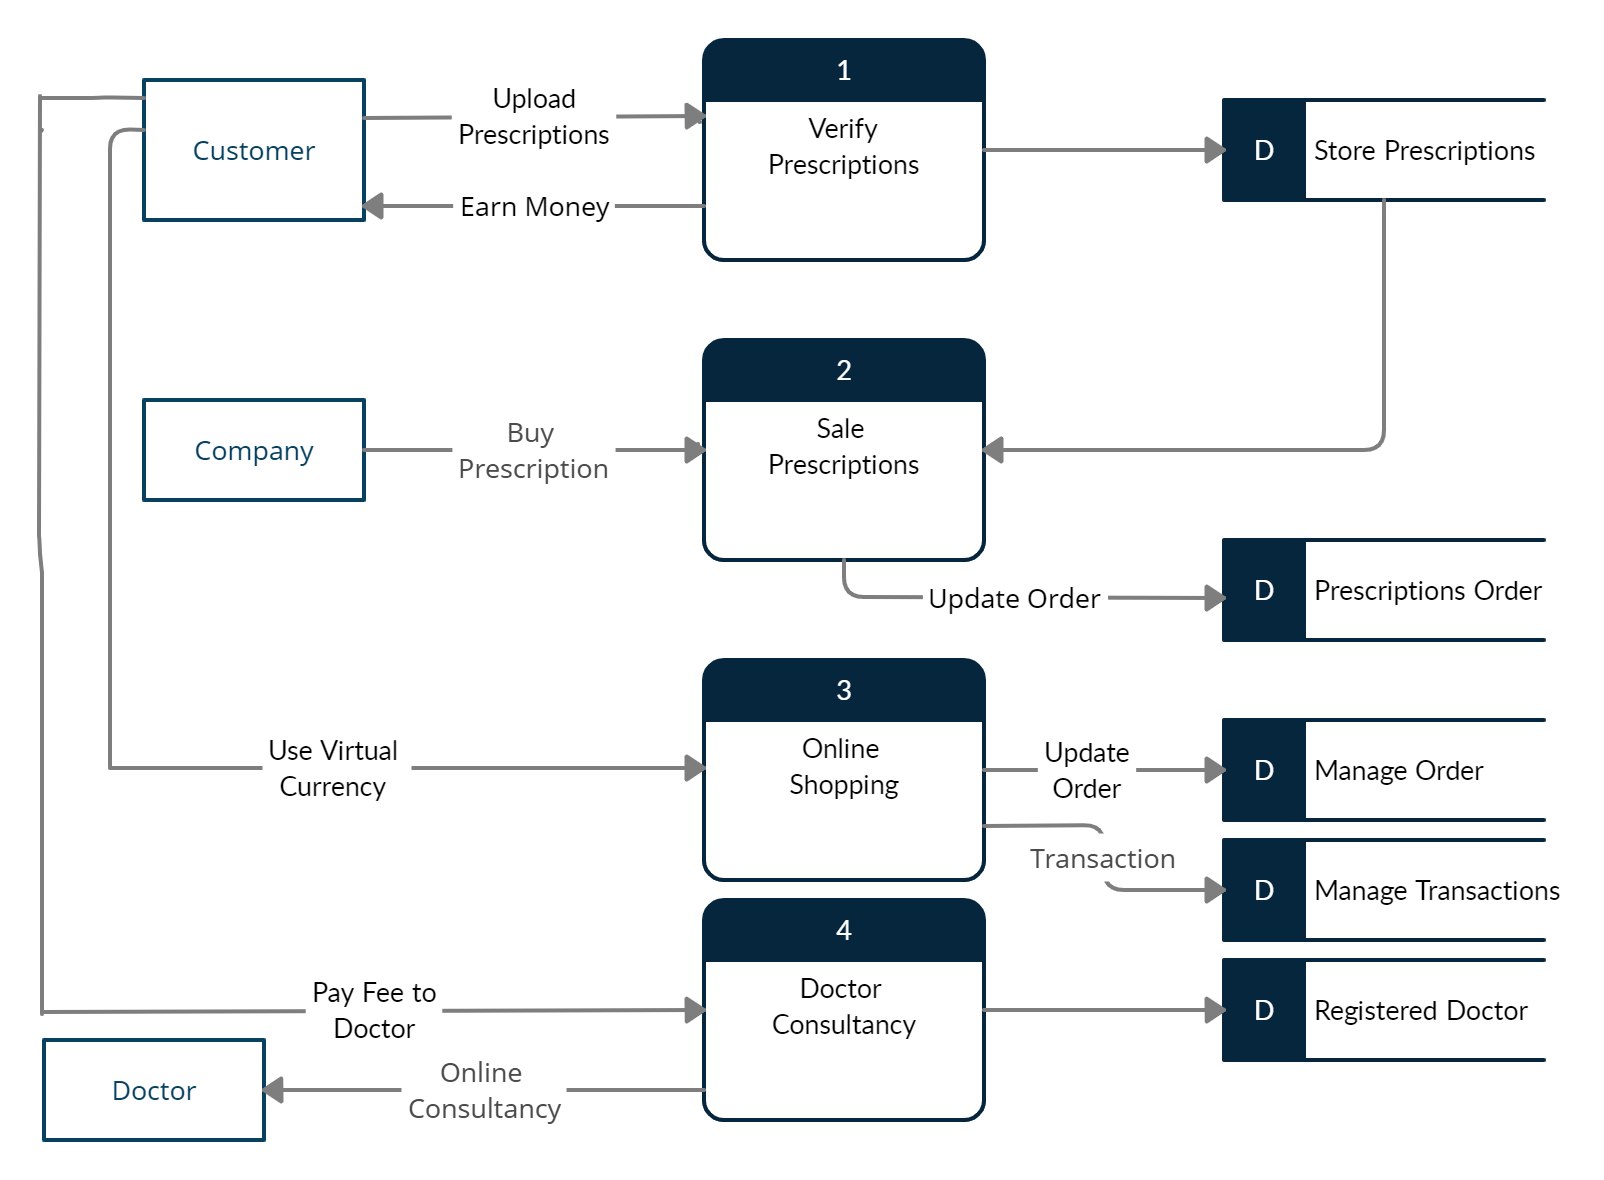 1
Upload
Prescriptions
Customer
Verify
Prescriptions
D
Store Prescriptions
Earn Money
2
Company
Buy
Prescription
Sale
Prescriptions
Update Order
D
Prescriptions Order
3
Use Virtual
Currency
Online
Shopping
Update
Order
D
Manage Order
Transaction
D
Manage Transactions
4
Pay Fee to
Doctor
Doctor
Consultancy
D
Registered Doctor
Doctor
Online
Consultancy